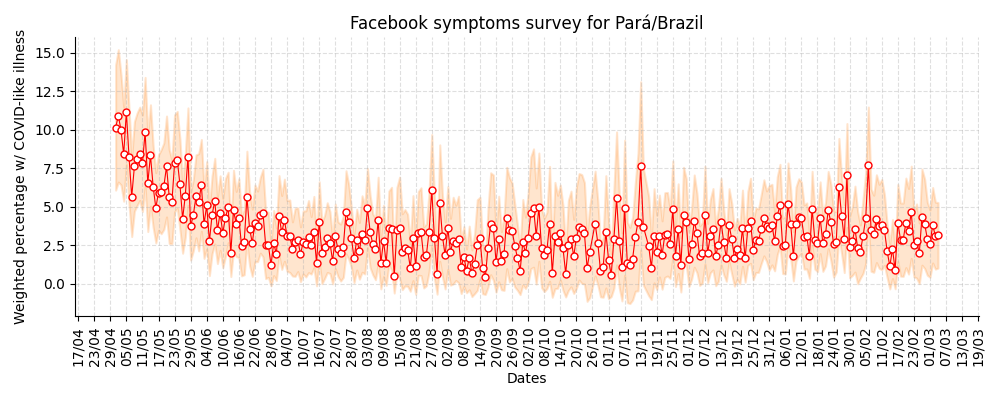 Facebook symptoms survey for Pará/Brazil
Weighted percentage w/ COVID-like illness
15.0
12.5
10.0
7.5
5.0
2.5
0.0
17/04 23/04 29/04 05/05 11/05 17/05 23/05 29/05 04/06 10/06 16/06 22/06 28/06 04/07 10/07 16/07 22/07 28/07 03/08 09/08 15/08 21/08 27/08 02/09 08/09 14/09 20/09 26/09 02/10 08/10 14/10 20/10 26/10 01/11 07/11 13/11 19/11 25/11 01/12 07/12 13/12 19/12 25/12 31/12 06/01 12/01 18/01 24/01 30/01 05/02 11/02 17/02 23/02 01/03 07/03 13/03 19/03
Dates